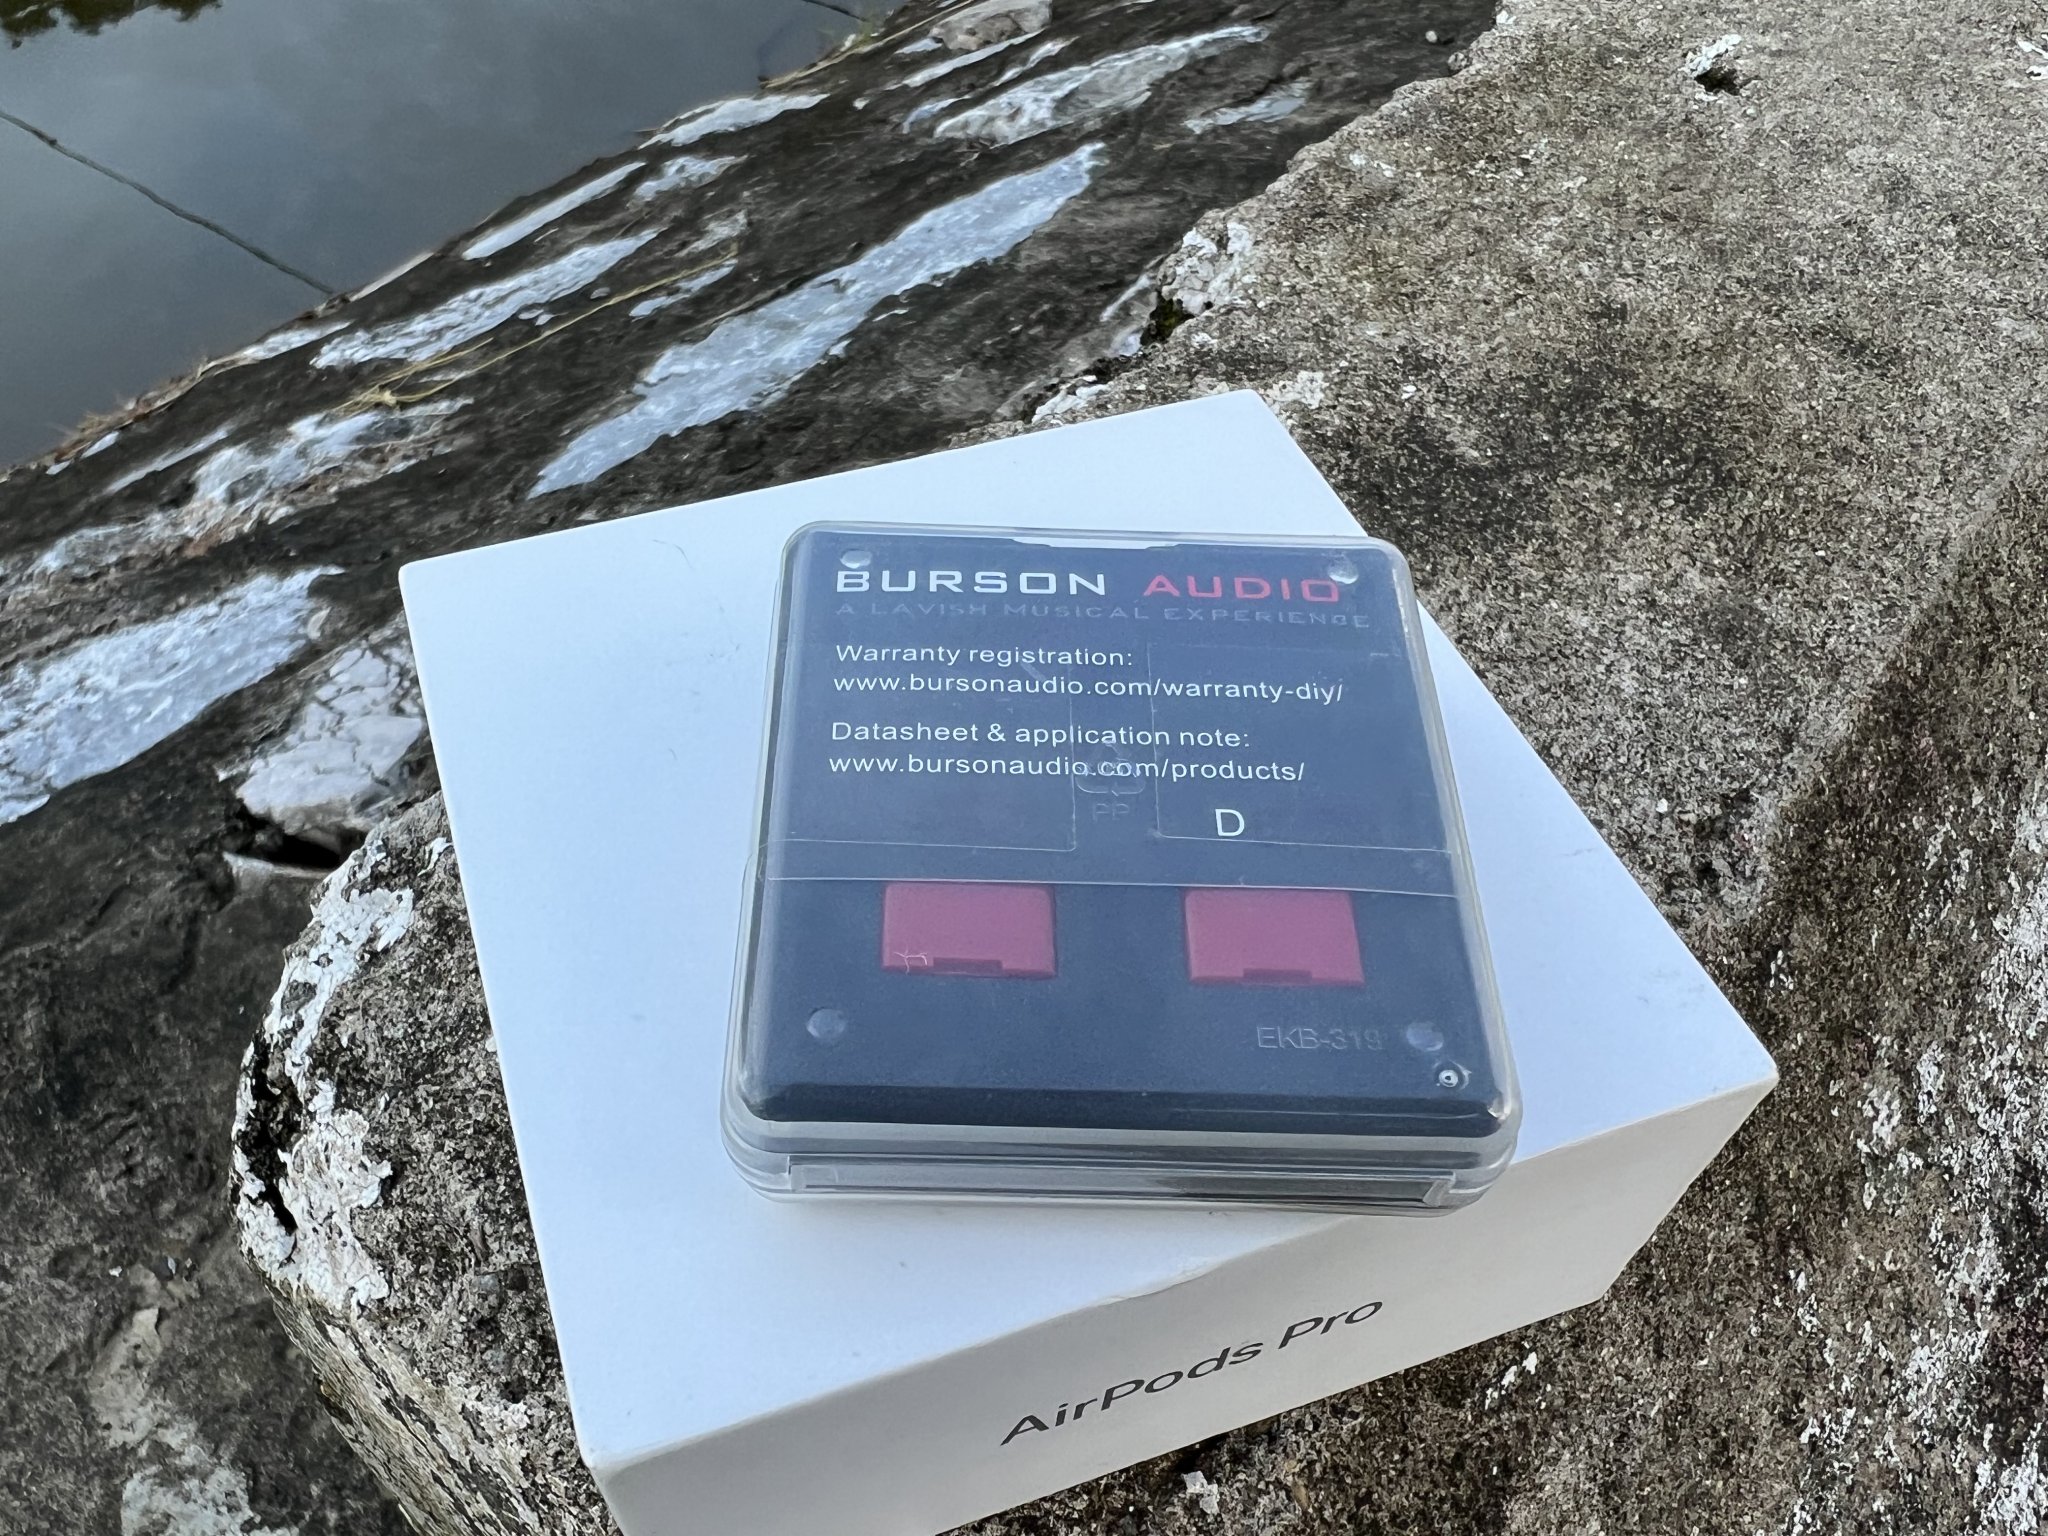 BURSON AUDIO
A LAVISH MUSICAL EXPERIENCE
Warranty registration:
www.bursonaudio.com/warranty-diy/
Datasheet & application note:
www.bursonaudio.com/products/
PP
D
EKB-319
AirPods Pro